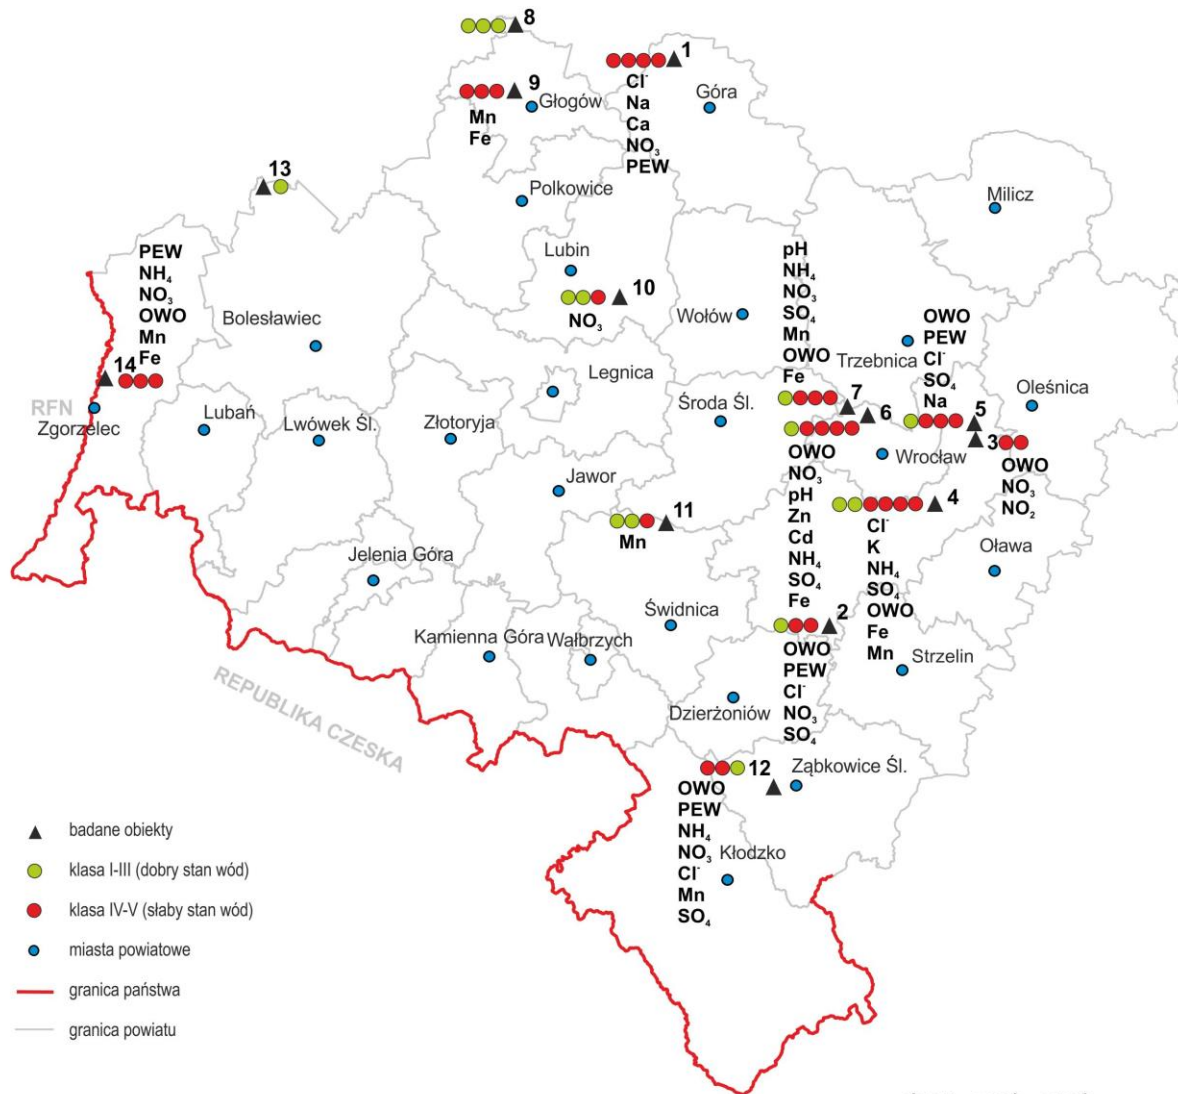 8
1
Cl⁻
Na
Ca
NO₃
PEW
Góra
9
Głogów
Mn
Fe
13
Polkowice
Milicz
PEW
NH₄
NO₃
OWO
Mn
Fe
14
RFN
Zgorzelec
Bolesławiec
Lubań
Lwówek Śl.
Lubin
10
NO₃
Legnica
Złotoryja
Wołów
pH
NH₄
NO₃
SO₄
Mn
OWO
Fe
7
6
Trzebnica
OWO
PEW
Cl⁻
SO₄
Na
5
Oleśnica
Środa Śl.
Wrocław
3
OWO
NO₃
NO₂
OWO
NO₃
pH
Zn
Cd
NH₄
SO₄
Fe
4
Cl⁻
K
NH₄
SO₄
OWO
Fe
Mn
Oława
Jawor
11
Mn
Jelenia Góra
Świdnica
Kamienna Góra
Wałbrzych
2
OWO
PEW
Cl⁻
NO₃
SO₄
Strzelin
Dzierżoniów
REPUBLIKA CZESKA
12
Ząbkowice Śl.
OWO
PEW
NH₄
NO₃
Cl⁻
Mn
SO₄
Kłodzko
badane obiekty
klasa I-III (dobry stan wód)
klasa IV-V (słaby stan wód)
miasta powiatowe
granica państwa
granica powiatu